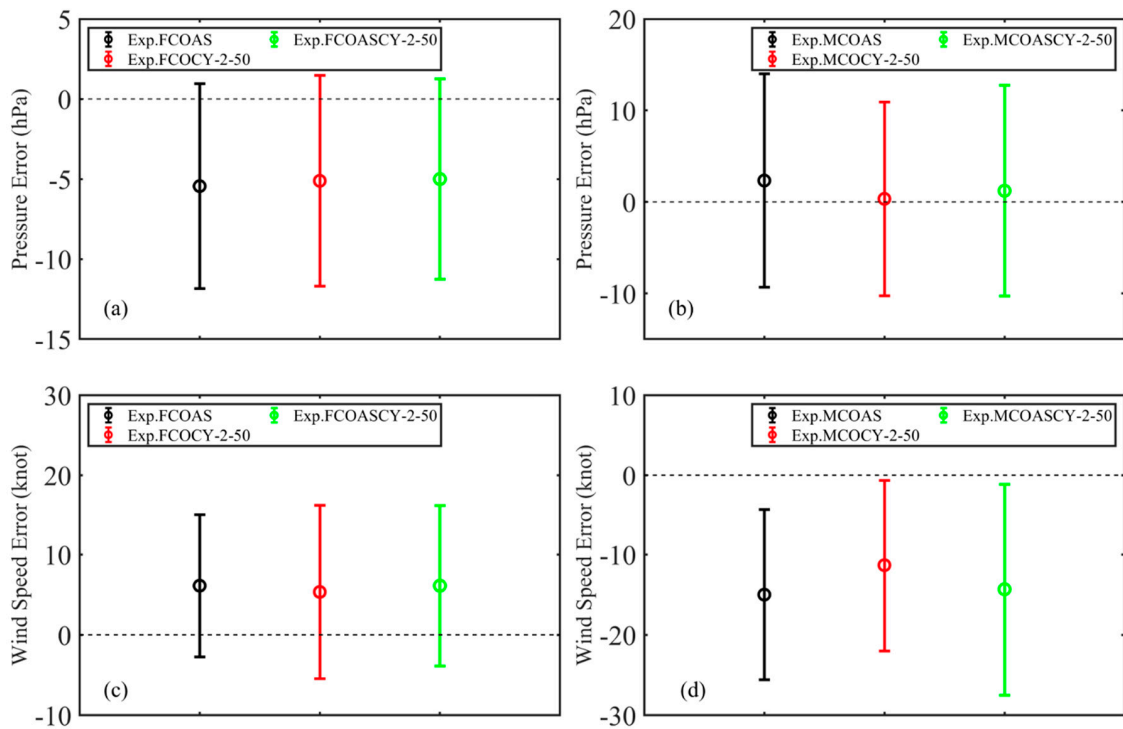 5
0
-5
-10
-15
Pressure Error (hPa)
Exp.FCOAS
Exp.FCOASCY-2-50
Exp.FCOCY-2-50
(a)
20
10
0
-10
Pressure Error (hPa)
Exp.MCOAS
Exp.MCOASCY-2-50
Exp.MCOCY-2-50
(b)
30
20
10
0
-10
Wind Speed Error (knot)
Exp.FCOAS
Exp.FCOASCY-2-50
Exp.FCOCY-2-50
(c)
10
0
-10
-20
-30
Wind Speed Error (knot)
Exp.MCOAS
Exp.MCOASCY-2-50
Exp.MCOCY-2-50
(d)